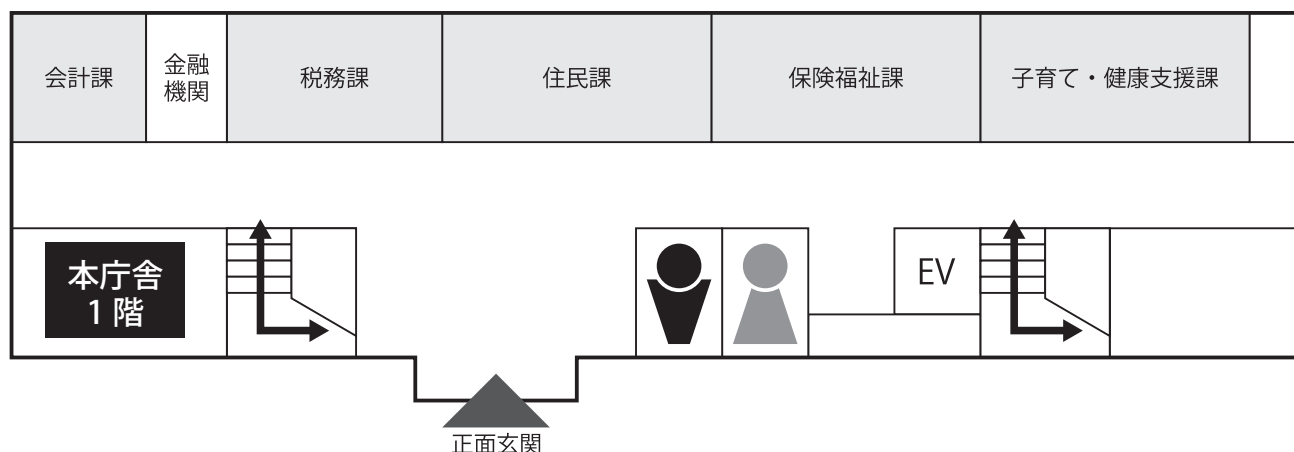 会計課
金融
機関
税務課
住民課
保険福祉課
子育て・健康支援課
本庁舎
1 階
EV
正面玄関